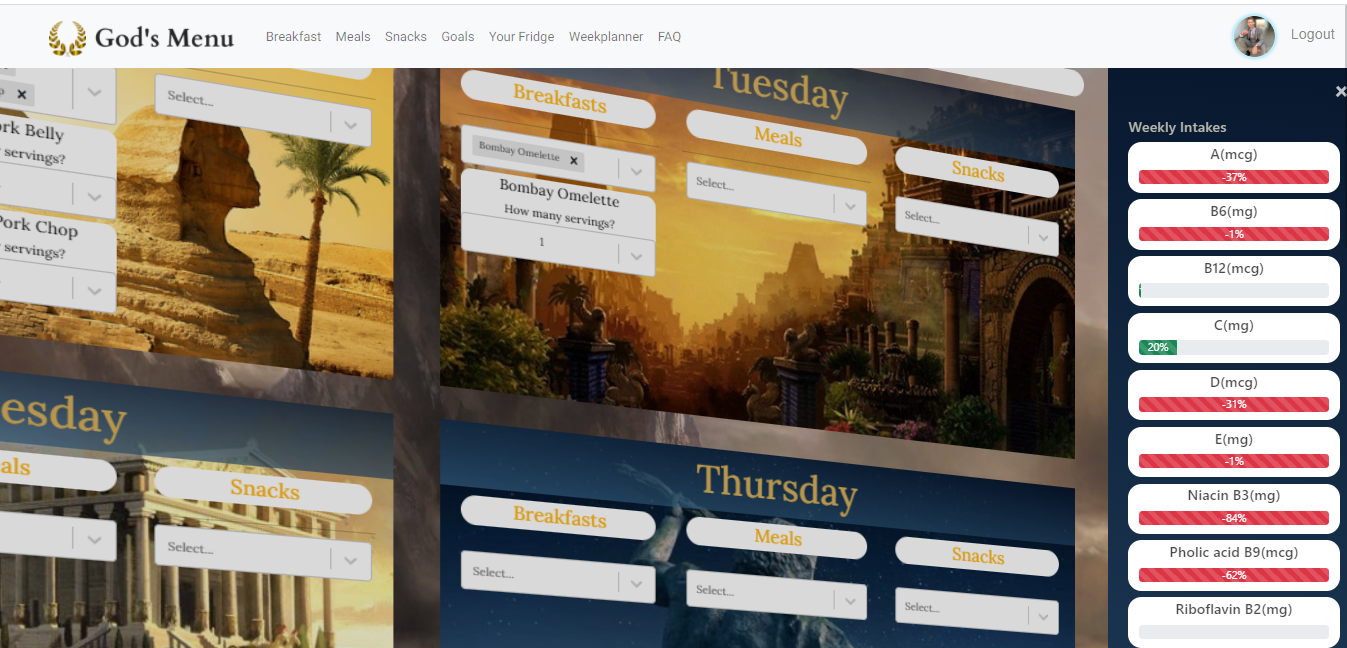 God's Menu
Breakfast Meals Snacks Goals Your Fridge Weekplanner FAQ
Logout
Select...
rk Belly
servings?
Pork Chop
servings?
Tuesday
Breakfasts
Meals
Snacks
Bombay Omelette
Select...
Select...
Bombay Omelette
How many servings?
1
esday
als
Snacks
Select...
Thursday
Breakfasts
Meals
Snacks
Select...
Select...
Select...
Weekly Intakes
A(mcg)
-37%
B6(mg)
-1%
B12(mcg)
C(mg)
20%
D(mcg)
-31%
E(mg)
-1%
Niacin B3(mg)
-84%
Pholic acid B9(mcg)
-62%
Riboflavin B2(mg)